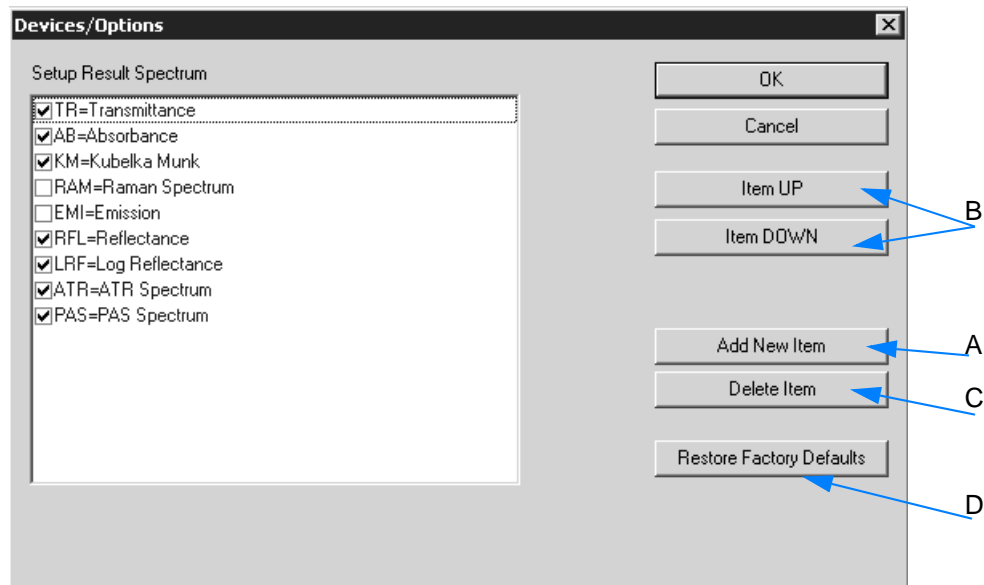 Devices/Options
Setup Result Spectrum
TR=Transmittance
AB=Absorbance
KM=Kubelka Munk
RAM=Raman Spectrum
EMI=Emission
RFL=Reflectance
LRF=Log Reflectance
ATR=ATR Spectrum
PAS=PAS Spectrum
OK
Cancel
Item UP
Item DOWN
B
Add New Item
A
Delete Item
C
Restore Factory Defaults
D